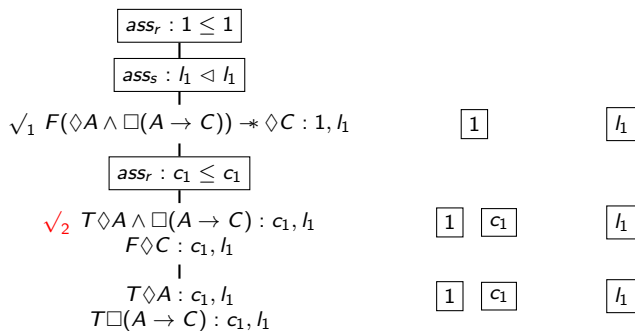 ass_r : 1 ≤ 1
ass_s : l_1 ◁ l_1
√_1 F(◊A ∧ □(A → C)) -∗ ◊C : 1, l_1 1 l_1
ass_r : c_1 ≤ c_1
√_2 T◊A ∧ □(A → C) : c_1, l_1 1 c_1 l_1
F◊C : c_1, l_1
T◊A : c_1, l_1 1 c_1 l_1
T□(A → C) : c_1, l_1